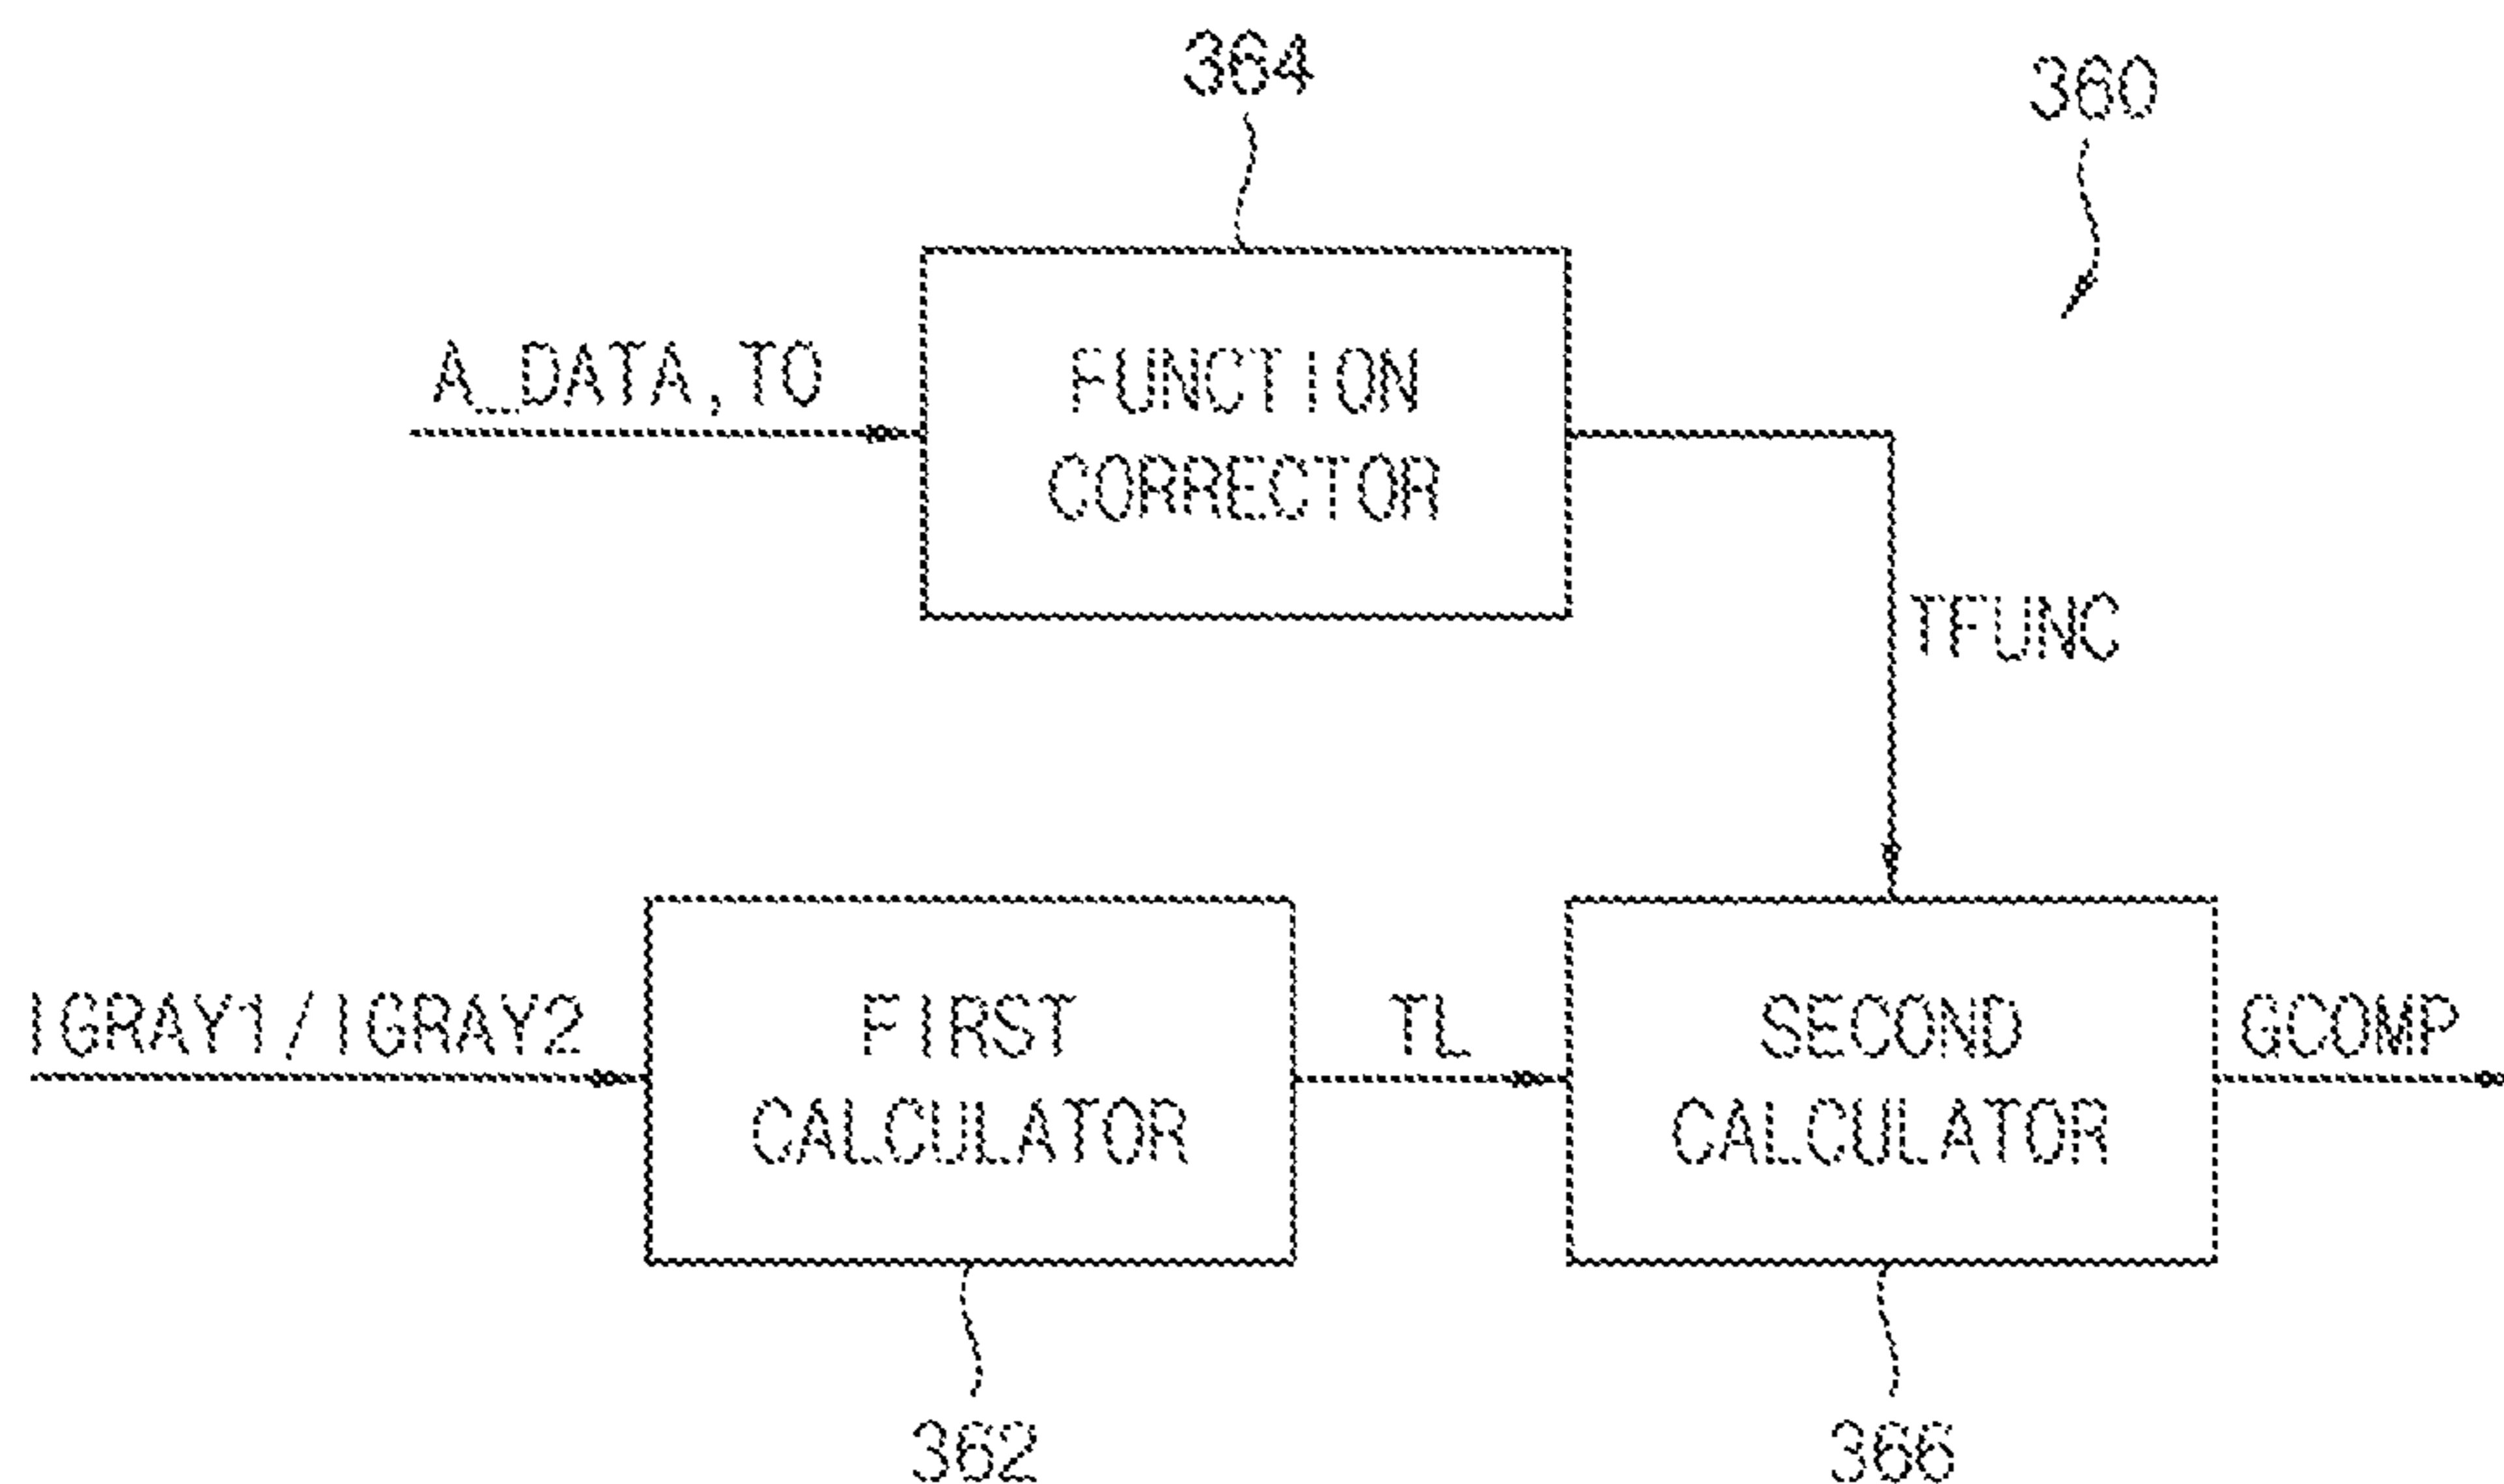 364
360
A_DATA,TO
FUNCTION
CORRECTOR
TFUNC
IGRAY1/IGRAY2
FIRST
CALCULATOR
TL
SECOND
CALCULATOR
GCOMP
362
366